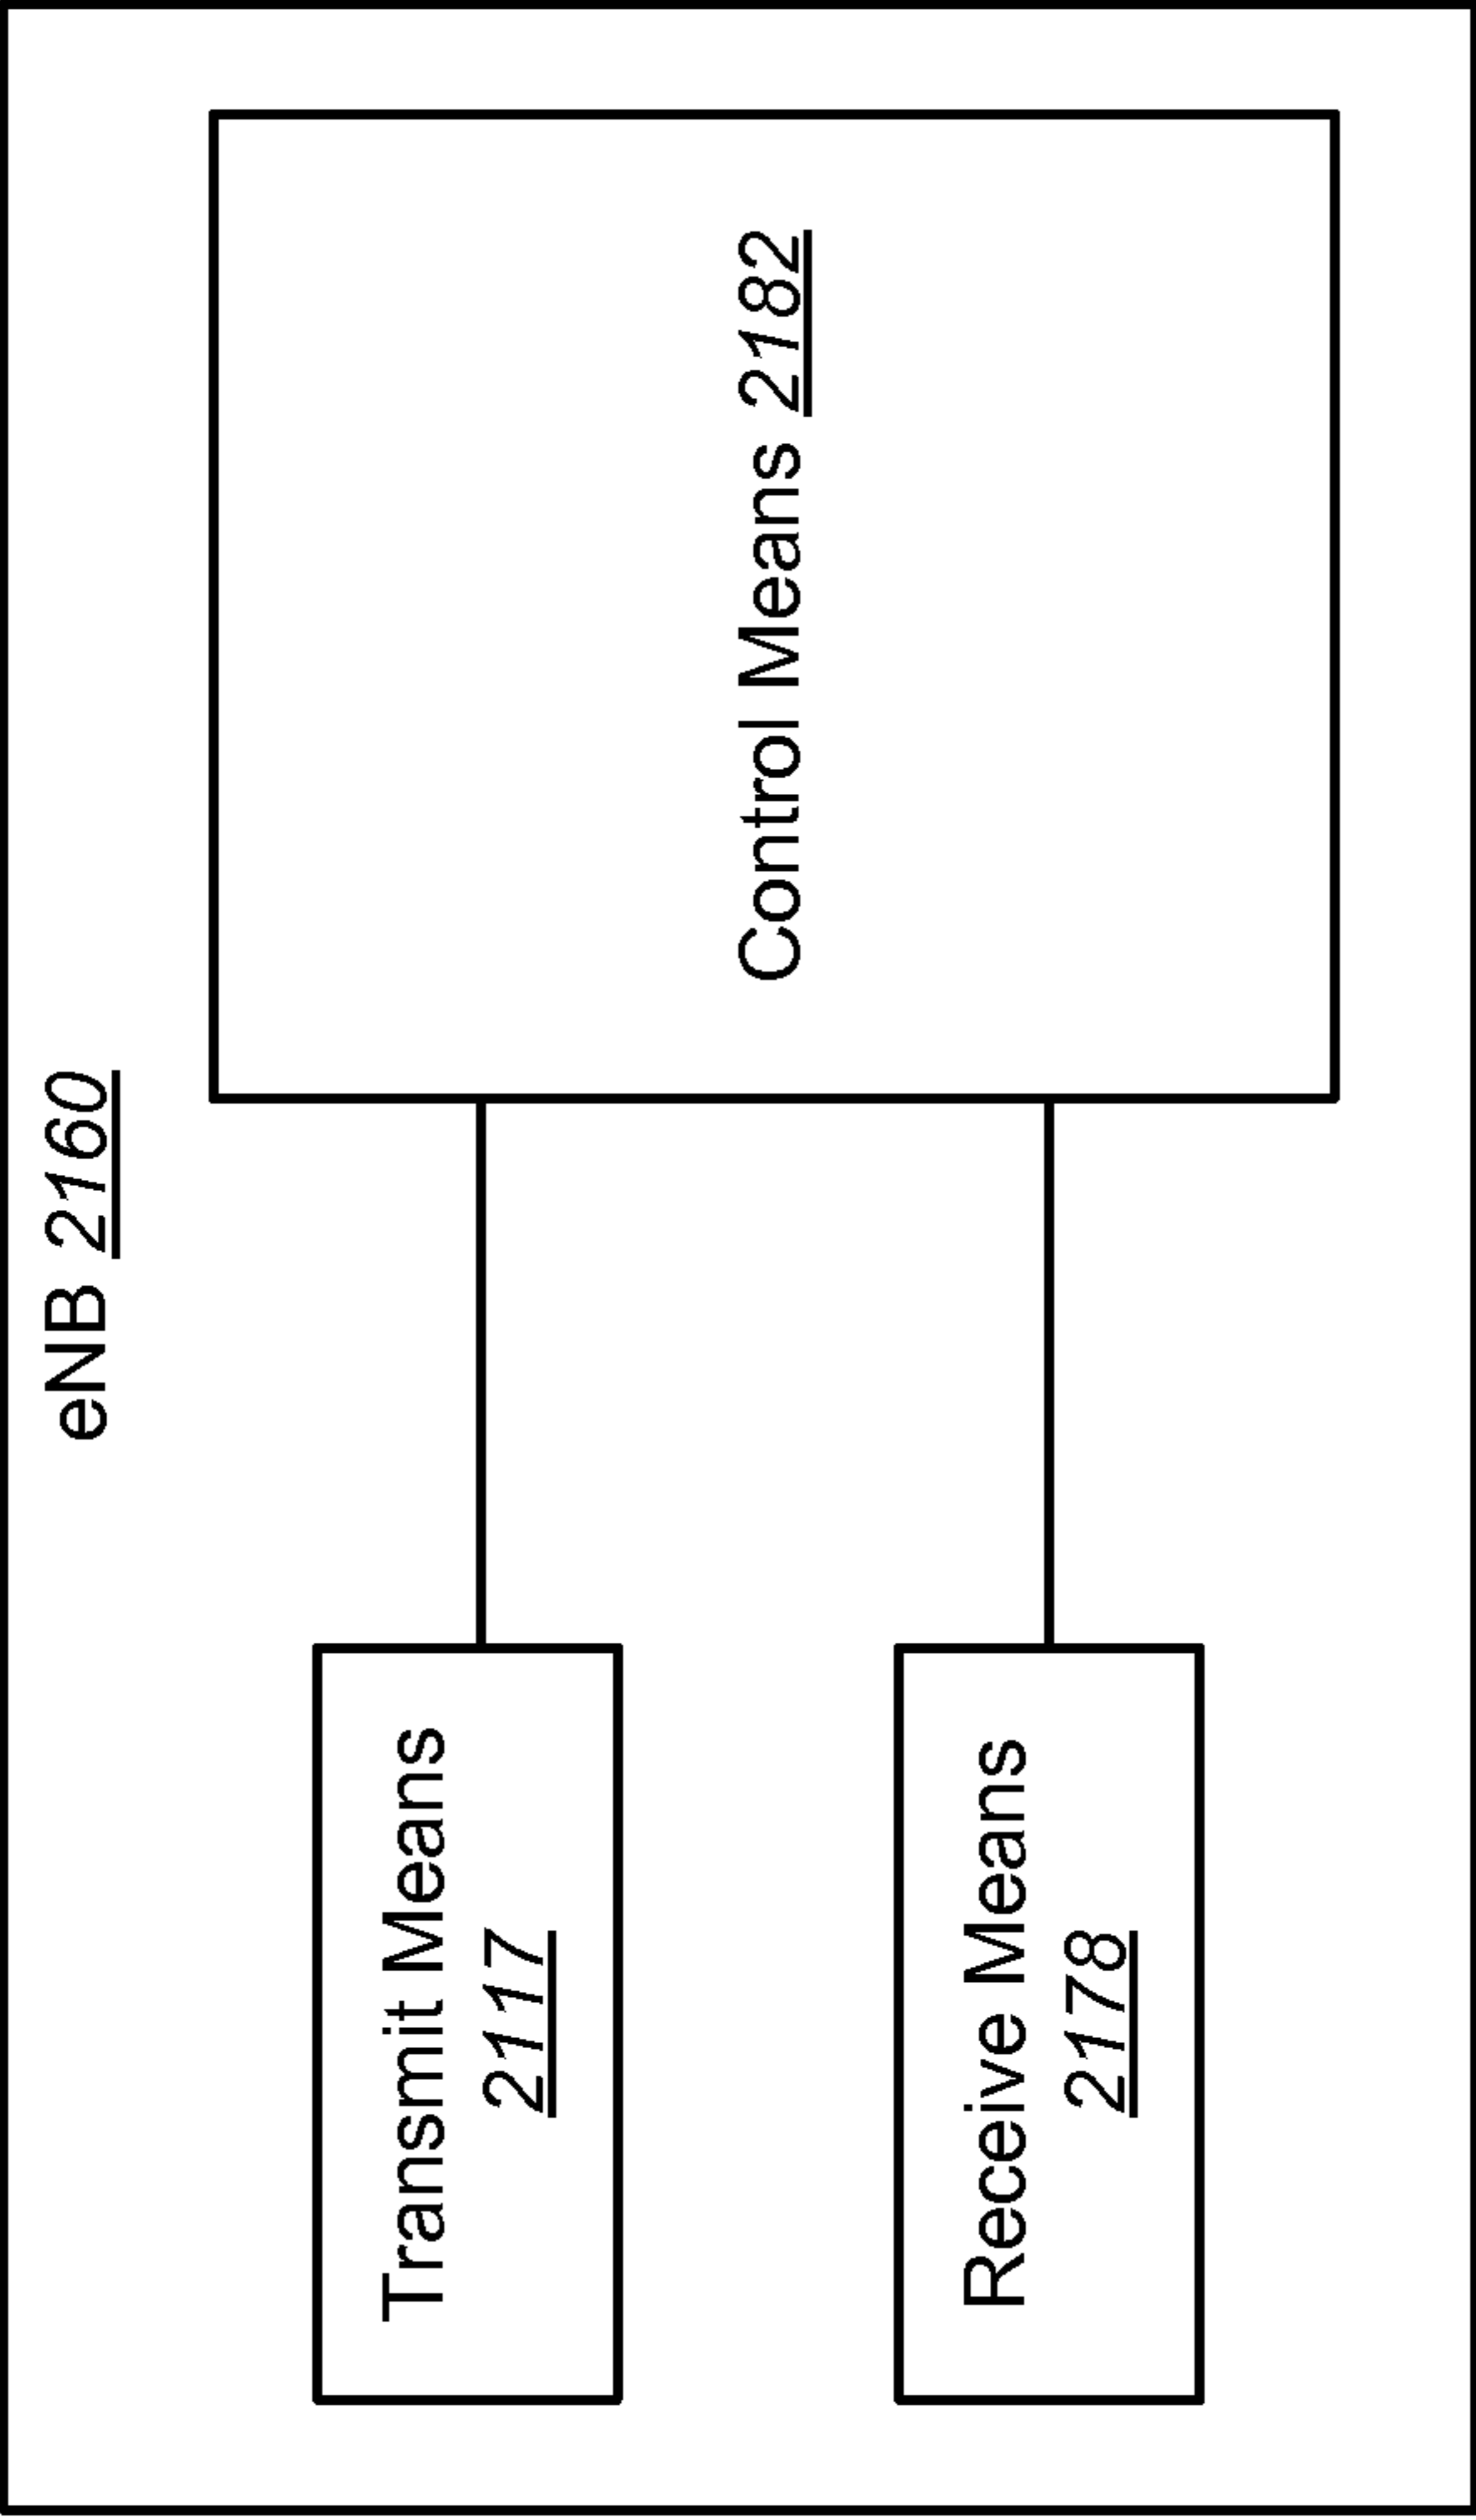 eNB 2160
Transmit Means
2117
Receive Means
2178
Control Means 2182